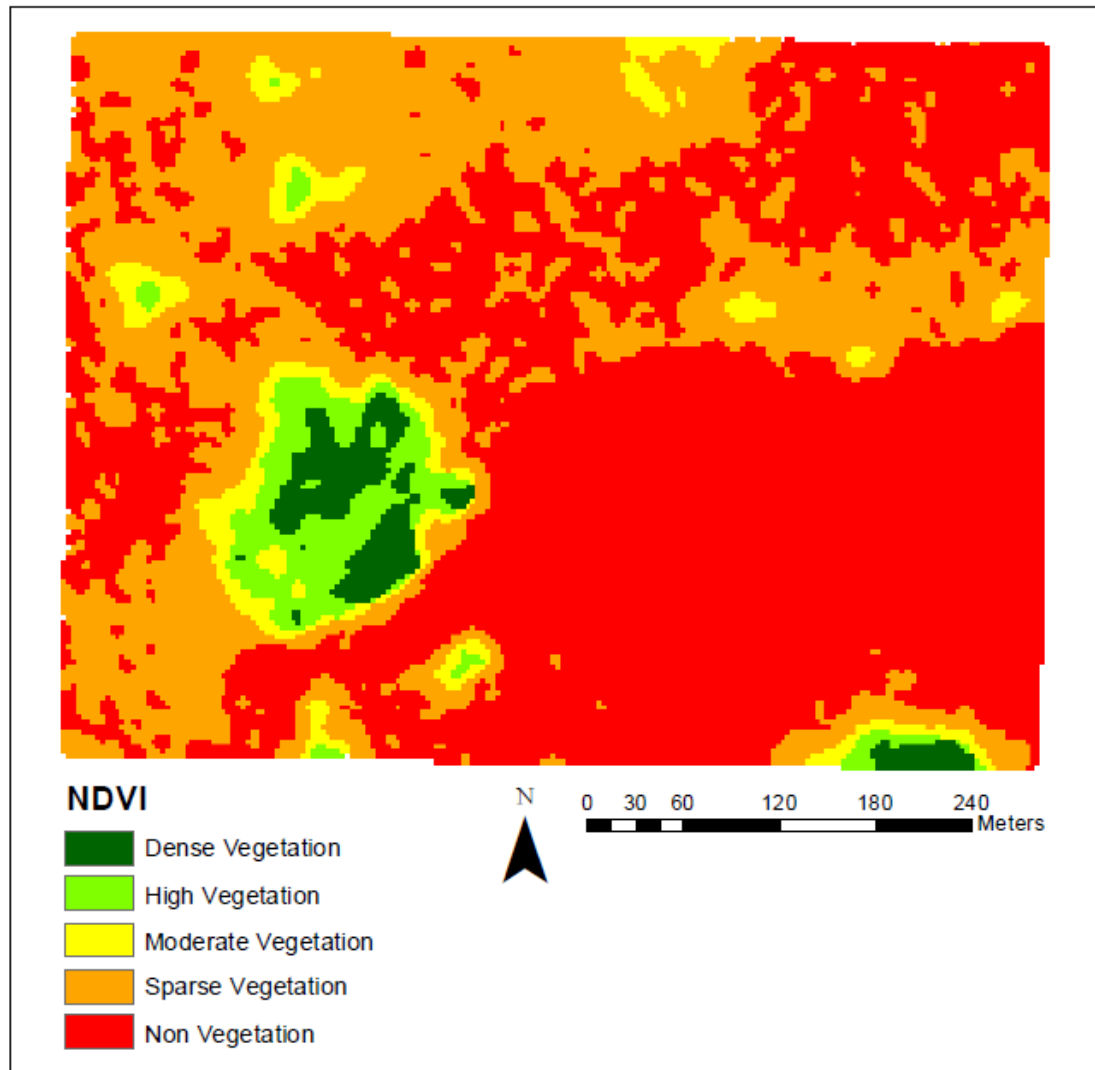 NDVI
Dense Vegetation
High Vegetation
Moderate Vegetation
Sparse Vegetation
Non Vegetation
N
0 30 60 120 180 240
Meters